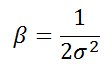 β = 1 / 2σ²